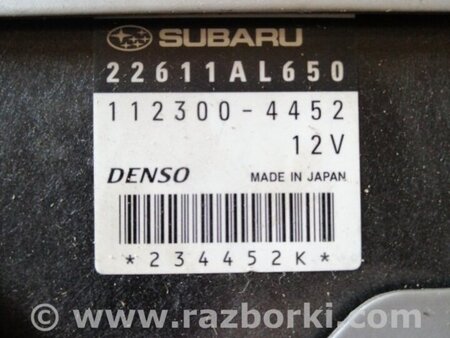 SUBARU
22611AL650
112300-4452
12V
DENSO MADE IN JAPAN
*234452K*
© www.razborki.com